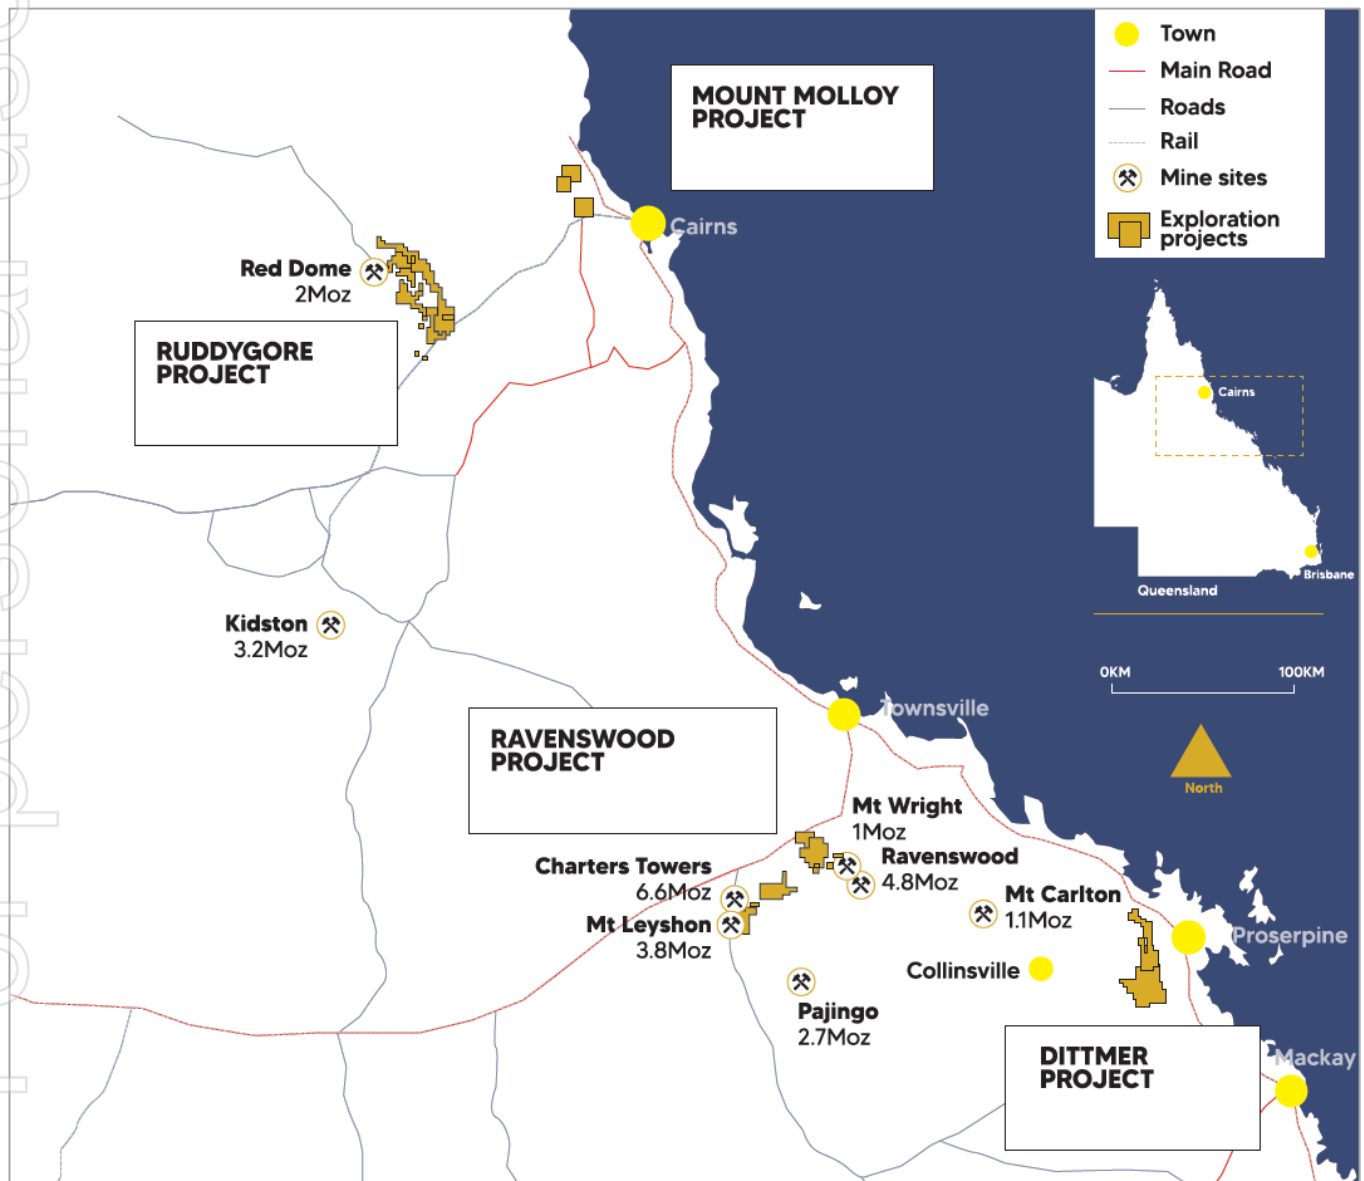 Town
Main Road
Roads
Rail
Mine sites
Exploration
projects
MOUNT MOLLOY
PROJECT
Cairns
Red Dome
2Moz
RUDDYGORE
PROJECT
Cairns
Brisbane
Queensland
Kidston
3.2Moz
0KM
100KM
Townsville
North
RAVENSWOOD
PROJECT
Mt Wright
1Moz
Ravenswood
4.8Moz
Charters Towers
6.6Moz
Mt Leyshon
3.8Moz
Mt Carlton
1.1Moz
Proserpine
Collinsville
Pajingo
2.7Moz
DITTMER
PROJECT
Mackay